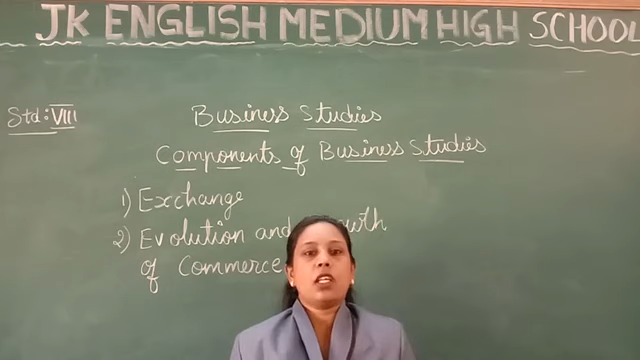 JK ENGLISH MEDIUM HIGH SCHOOL
Std: VIII
Business Studies
Components of Business Studies
1) Exchange
2) Evolution and
of Commerce